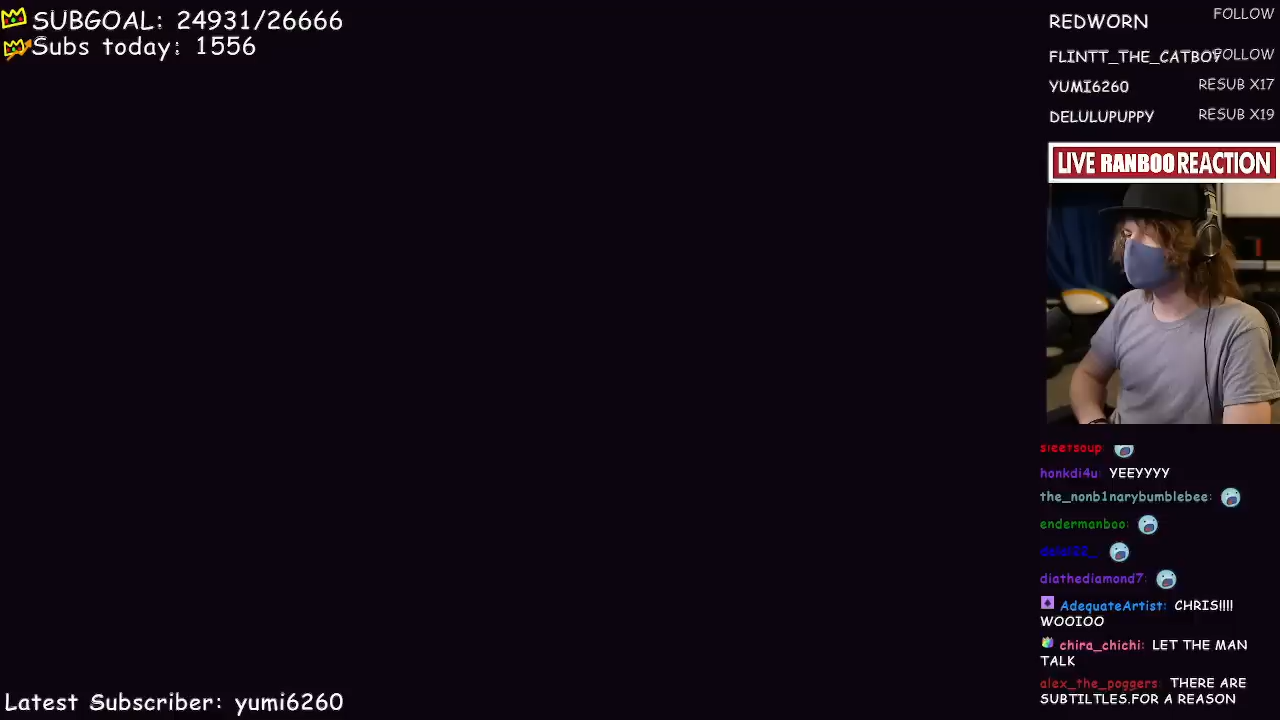 SUBGOAL: 24931/26666
Subs today: 1556
REDWORN FOLLOW
FLINTT_THE_CATBOY FOLLOW
YUMI6260 RESUB X17
DELULUPUPPY RESUB X19
LIVE RANBOO REACTION
sleetsoup:
honkdi4u: YEEYYYY
the_nonb1narybumblebee:
endermanboo:
diathediamond7:
AdequateArtist: CHRIS!!!!
WOOIOO
chira_chichi: LET THE MAN
TALK
alex_the_poggers: THERE ARE
SUBTILTLES.FOR A REASON
Latest Subscriber: yumi6260